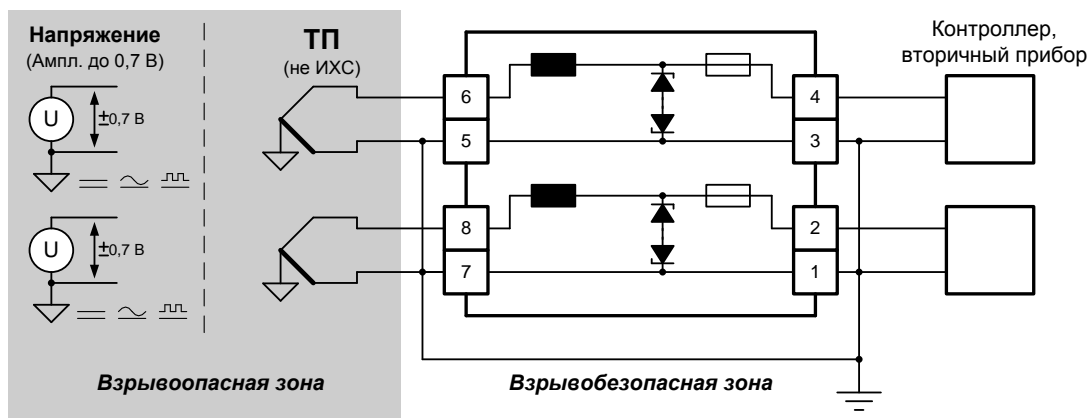 Напряжение
(Ампл. до 0,7 В)
U
±0,7 В
U
±0,7 В
ТП
(не ИХС)
6
5
8
7
4
3
2
1
Контроллер,
вторичный прибор
Взрывоопасная зона
Взрывобезопасная зона